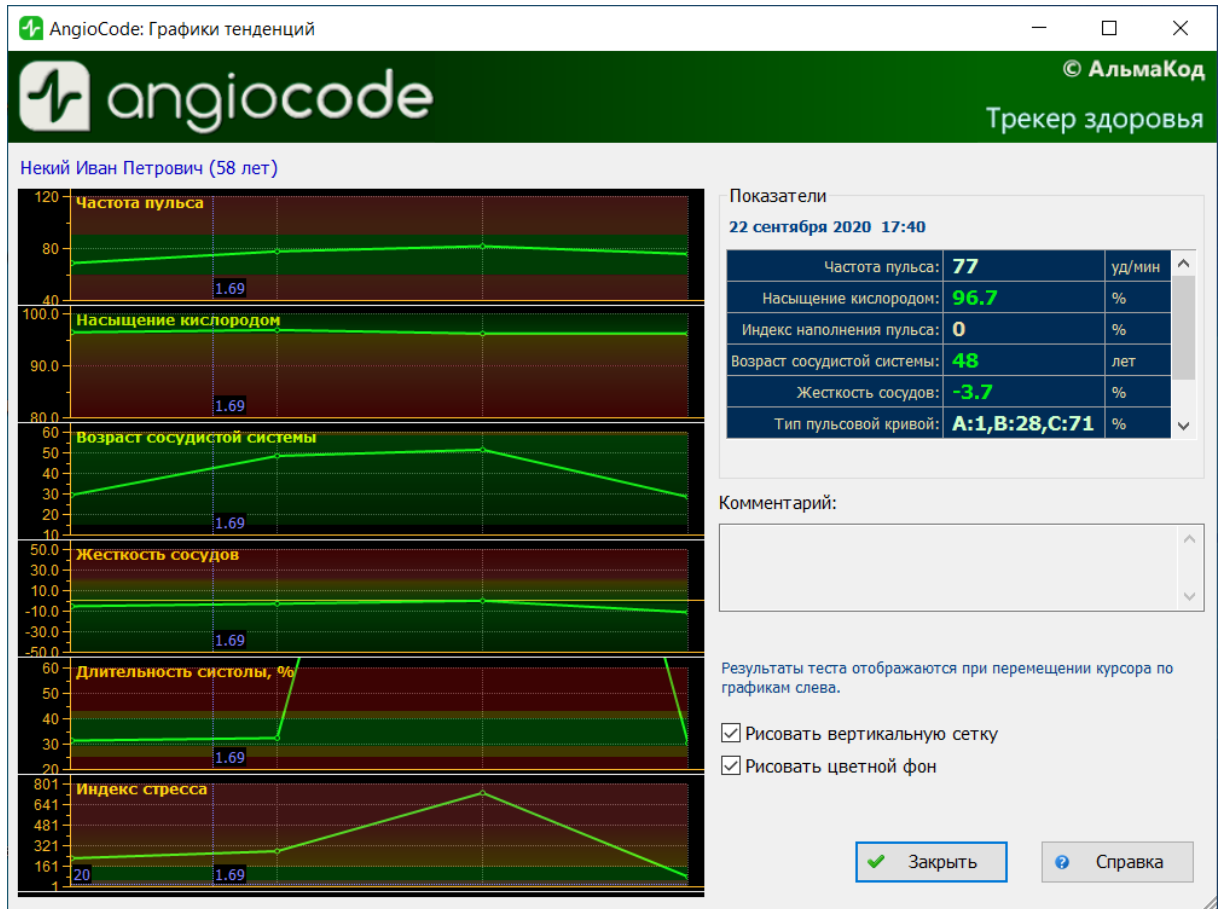 AngioCode: Графики тенденций
angiocode
© АльмаКод
Трекер здоровья
Некий Иван Петрович (58 лет)
120
80
40
Частота пульса
1.69
100.0
90.0
80.0
Насыщение кислородом
1.69
60
50
40
30
20
10
Возраст сосудистой системы
1.69
50.0
30.0
10.0
-10.0
-30.0
-50.0
Жесткость сосудов
1.69
60
50
40
30
20
Длительность систолы, %
1.69
801
641
481
321
161
1
Индекс стресса
20
1.69
Показатели
22 сентября 2020 17:40
Частота пульса: 77 уд/мин
Насыщение кислородом: 96.7 %
Индекс наполнения пульса: 0 %
Возраст сосудистой системы: 48 лет
Жесткость сосудов: -3.7 %
Тип пульсовой кривой: A:1,B:28,C:71 %
Комментарий:
Результаты теста отображаются при перемещении курсора по
графикам слева.
Рисовать вертикальную сетку
Рисовать цветной фон
Закрыть
Справка